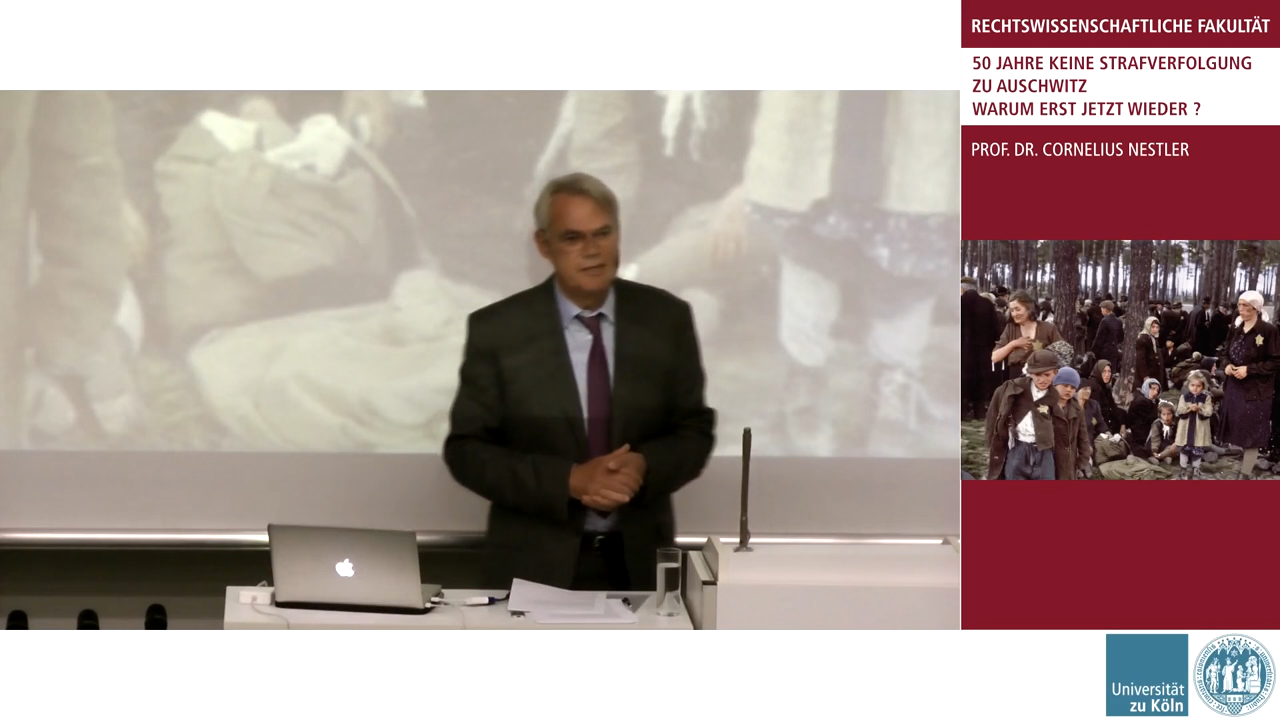 RECHTSWISSENSCHAFTLICHE FAKULTÄT
50 JAHRE KEINE STRAFVERFOLGUNG
ZU AUSCHWITZ
WARUM ERST JETZT WIEDER ?
PROF. DR. CORNELIUS NESTLER
Universität
zu Köln